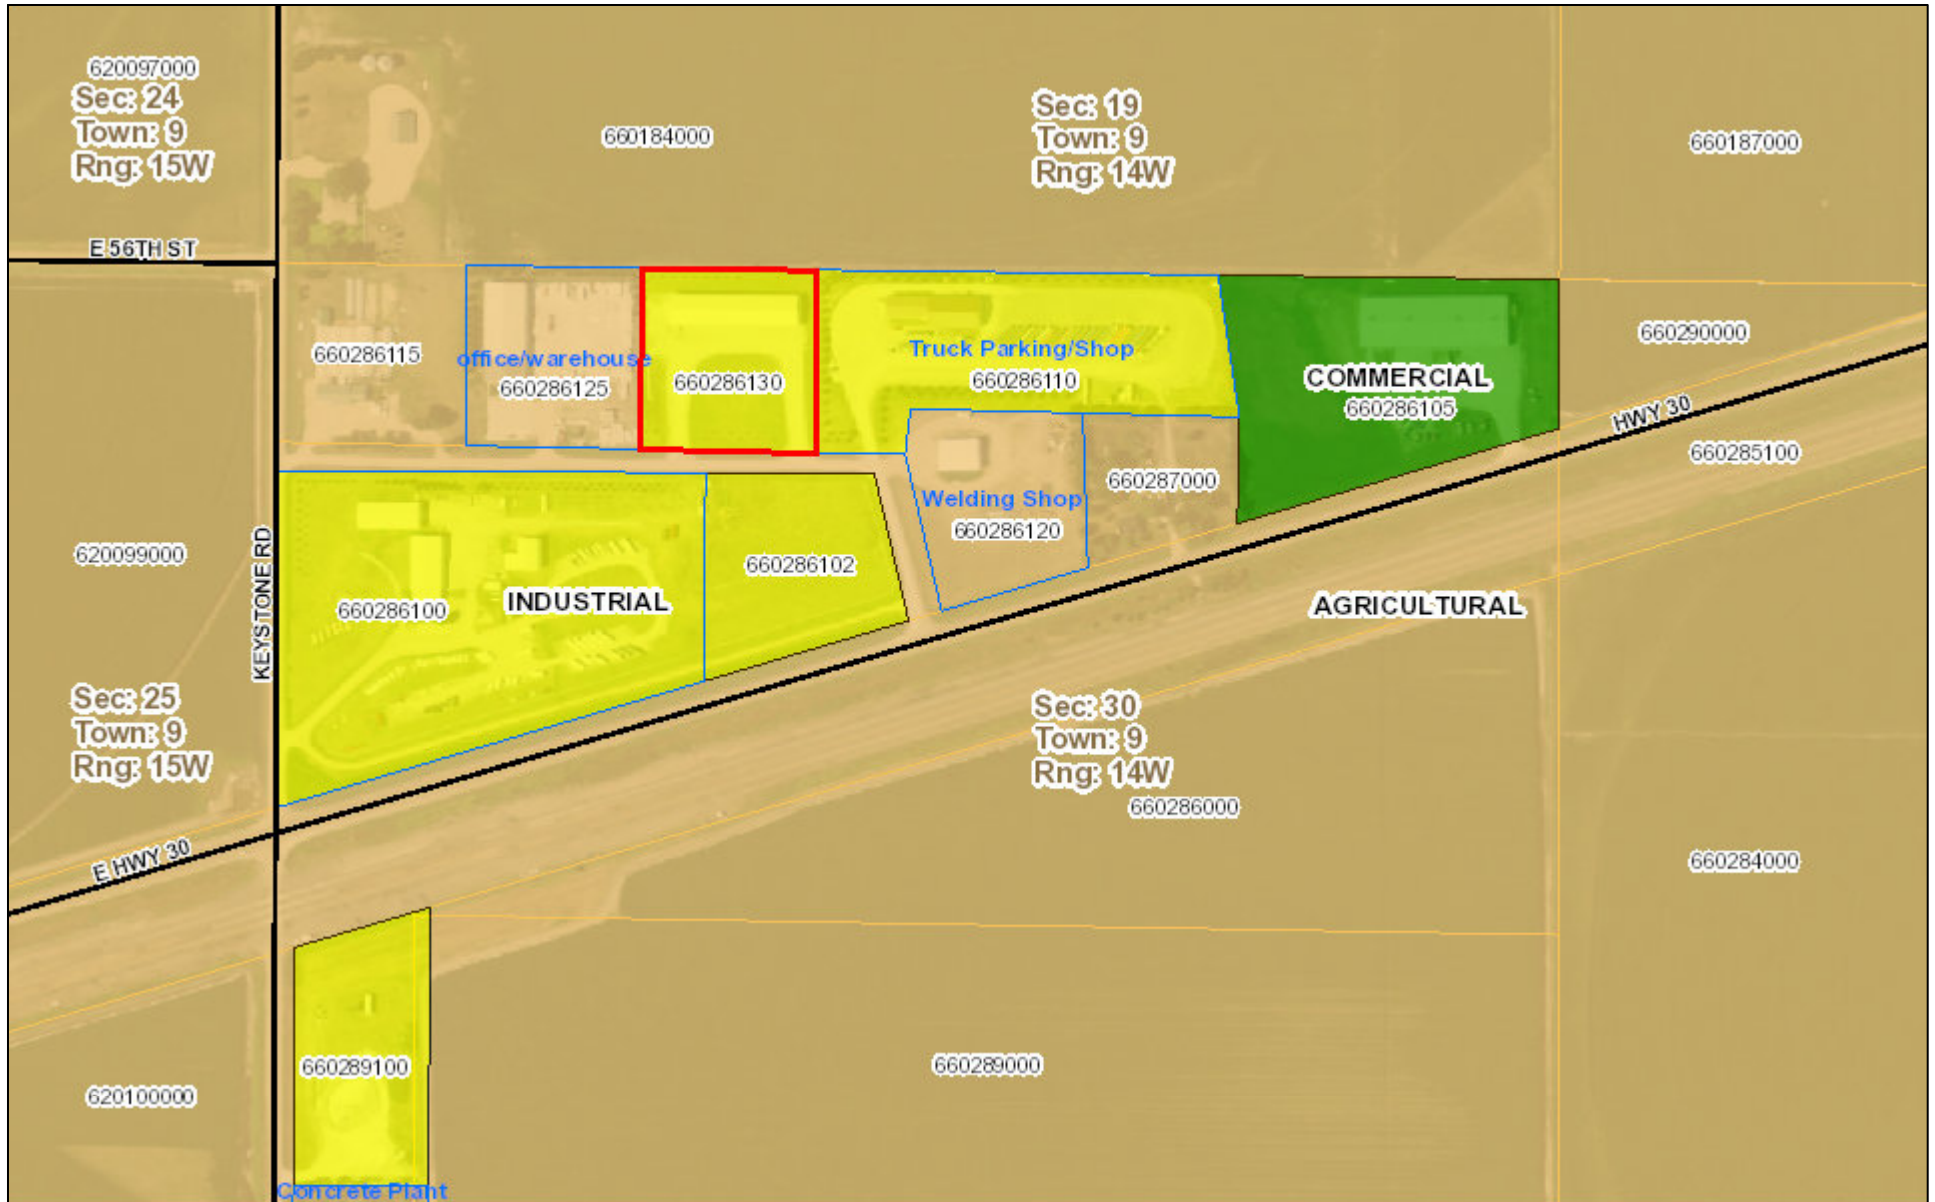 620097000
Sec: 24
Town: 9
Rng: 15W
660184000
Sec: 19
Town: 9
Rng: 14W
660187000
E 56TH ST
660286115
office/warehouse
660286125
660286130
Truck Parking/Shop
660286110
COMMERCIAL
660286105
660290000
HWY 30
660285100
660287000
Welding Shop
660286120
620099000
KEYSTONE RD
660286100
INDUSTRIAL
660286102
AGRICULTURAL
Sec: 25
Town: 9
Rng: 15W
Sec: 30
Town: 9
Rng: 14W
660286000
E HWY 30
660284000
660289100
660289000
620100000
Concrete Plant